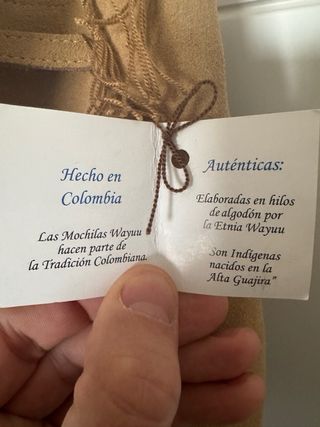 Hecho en
Colombia
Las Mochilas Wayuu
hacen parte de
la Tradición Colombiana.
Auténticas:
Elaboradas en hilos
de algodón por
la Etnia Wayuu
"Son Indígenas
nacidos en la
Alta Guajira"